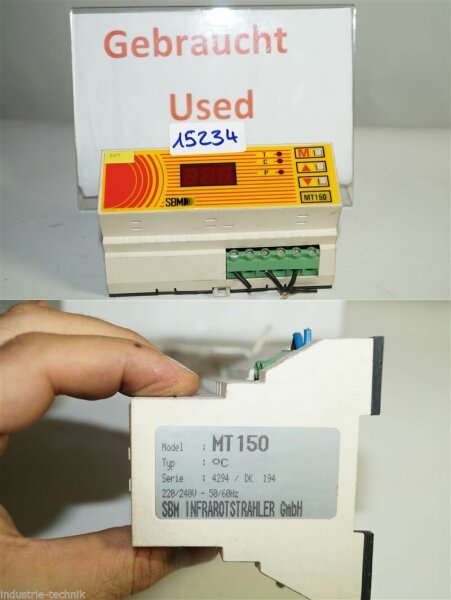 Gebraucht
Used
15234
T
C
P
M
L
SBM
MT150
Model : MT150
Typ : ºC
Serie : 4294 / DK 194
220/240V - 50/60Hz
SBM INFRAROTSTRAHLER GmbH
industrie-technik